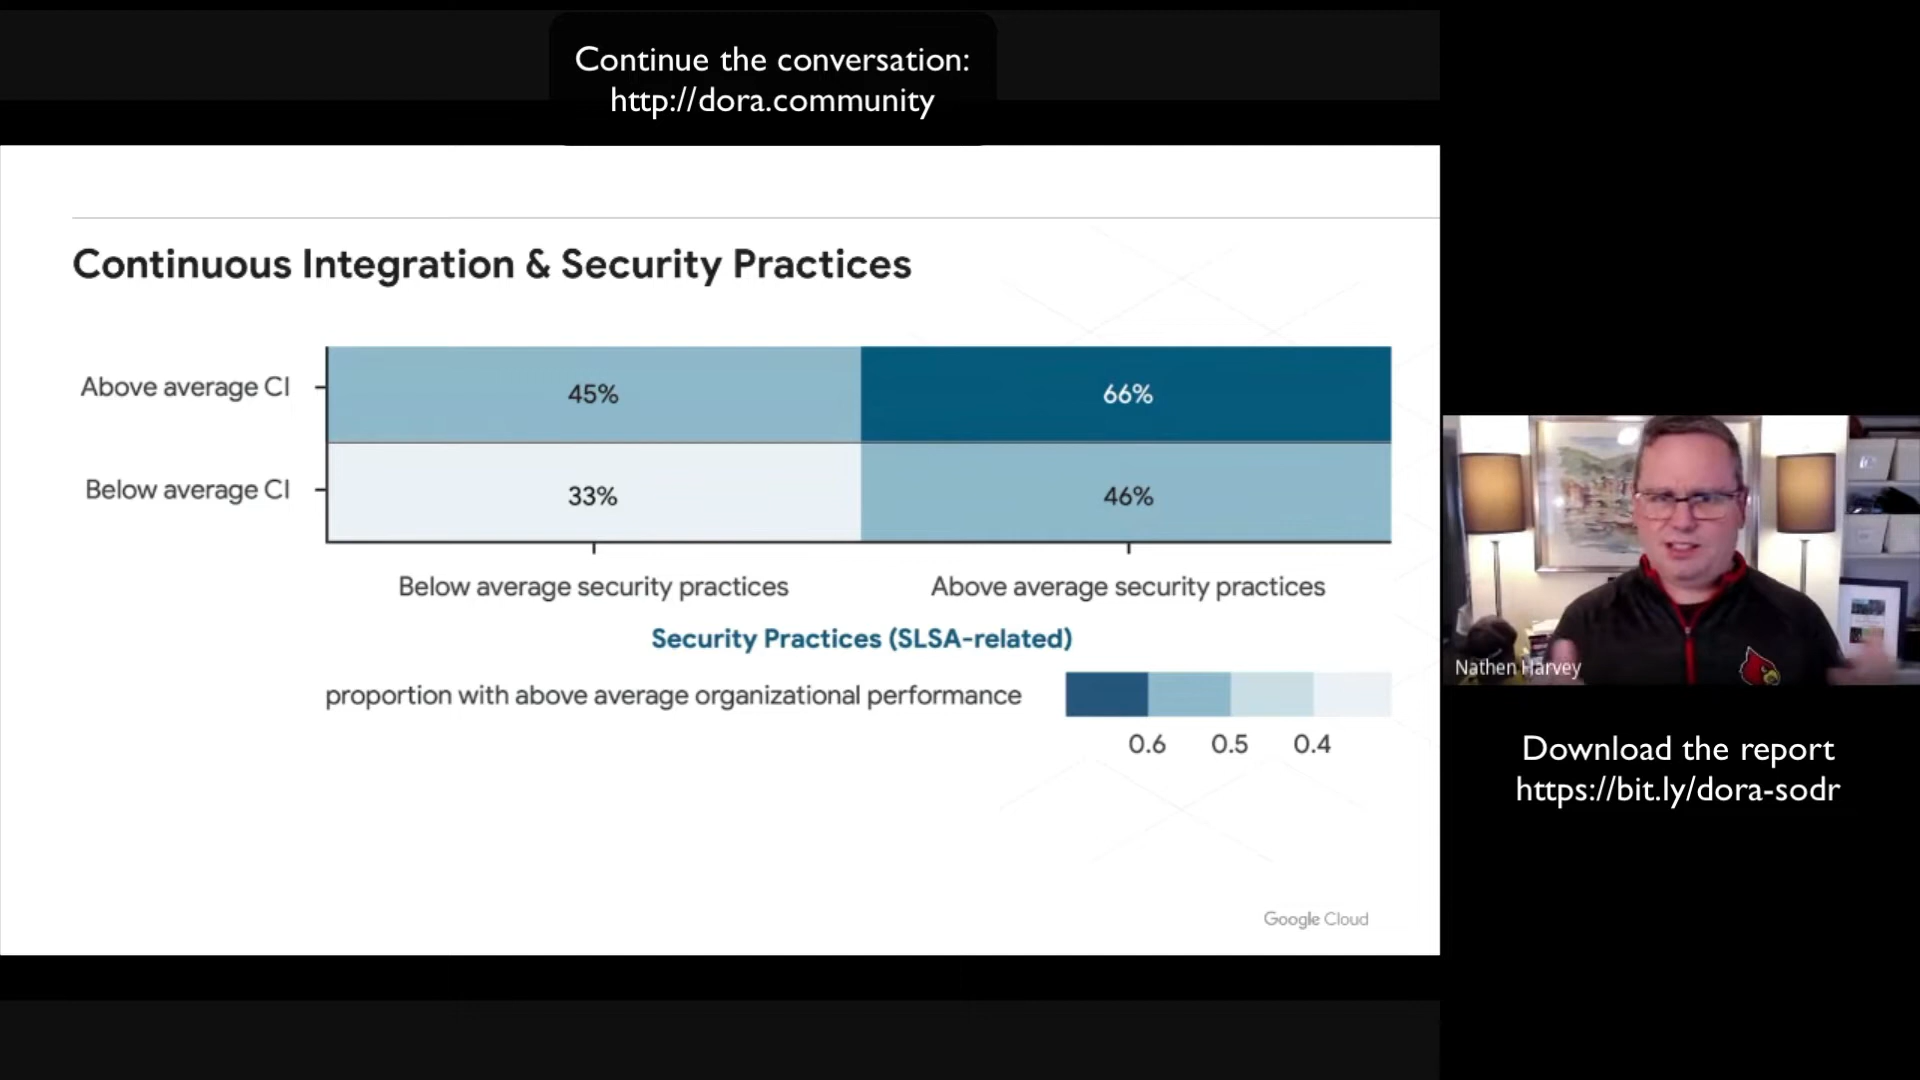 Continue the conversation:
http://dora.community
Continuous Integration & Security Practices
Above average CI
45%
66%
Below average CI
33%
46%
Below average security practices
Above average security practices
Security Practices (SLSA-related)
proportion with above average organizational performance
0.6
0.5
0.4
Google Cloud
Nathen Harvey
Download the report
https://bit.ly/dora-sodr